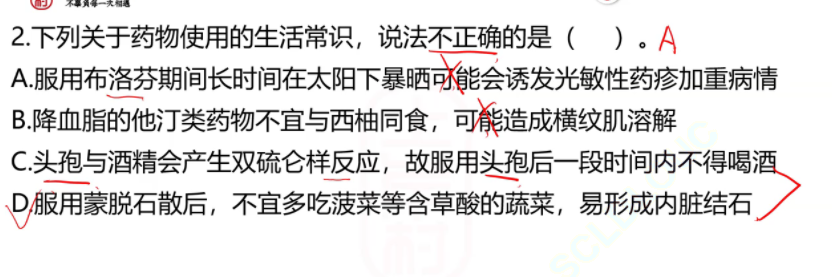 不辜负每一天相遇
2.下列关于药物使用的生活常识，说法不正确的是（ ）。A
A.服用布洛芬期间长时间在太阳下暴晒可能会诱发光敏性药疹加重病情
B.降血脂的他汀类药物不宜与西柚同食，可能造成横纹肌溶解
C.头孢与酒精会产生双硫仑样反应，故服用头孢后一段时间内不得喝酒
D.服用蒙脱石散后，不宜多吃菠菜等含草酸的蔬菜，易形成内脏结石